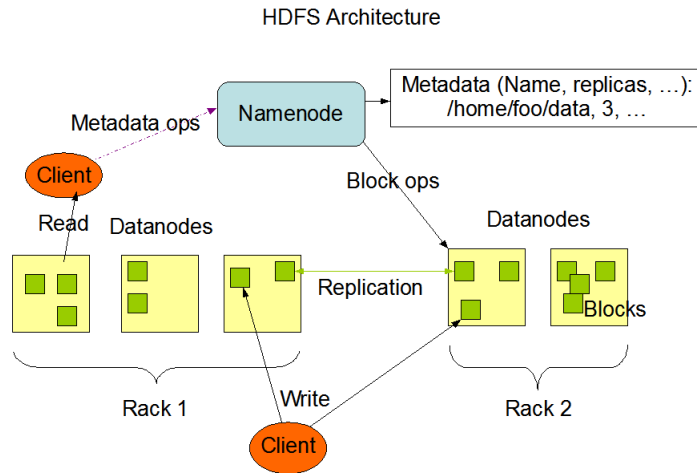 HDFS Architecture
Metadata (Name, replicas, …):
/home/foo/data, 3, …
Namenode
Metadata ops
Client
Block ops
Read
Datanodes
Datanodes
Replication
Blocks
Rack 1
Write
Rack 2
Client